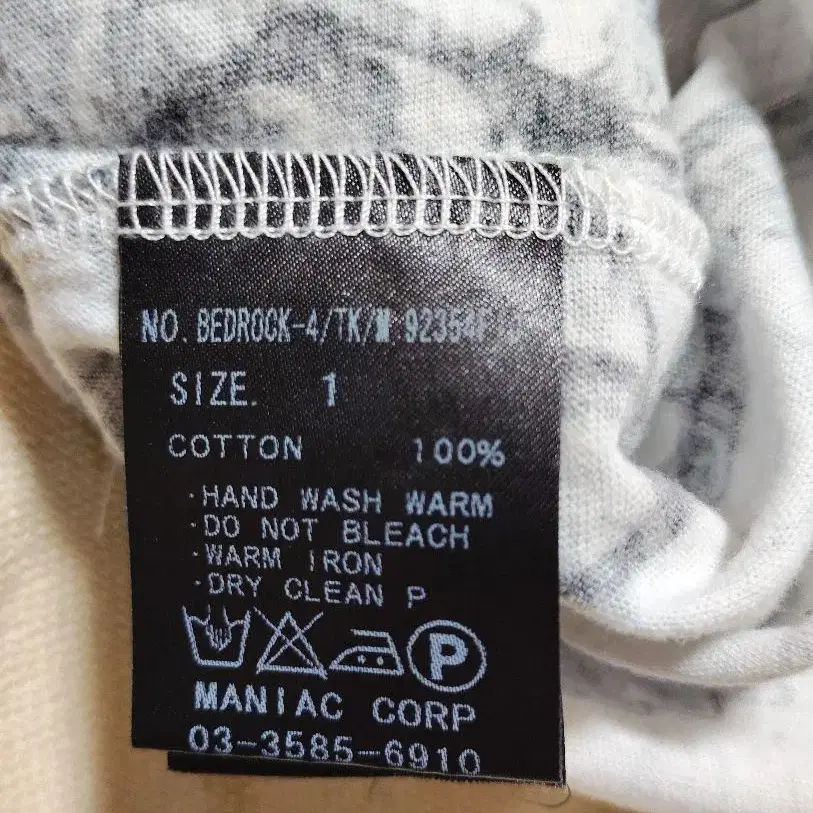 NO. BEDROCK-4/TK/M
SIZE. 1
COTTON 100%
·HAND WASH WARM
·DO NOT BLEACH
·WARM IRON
·DRY CLEAN P
P
MANIAC CORP
03-3585-6910